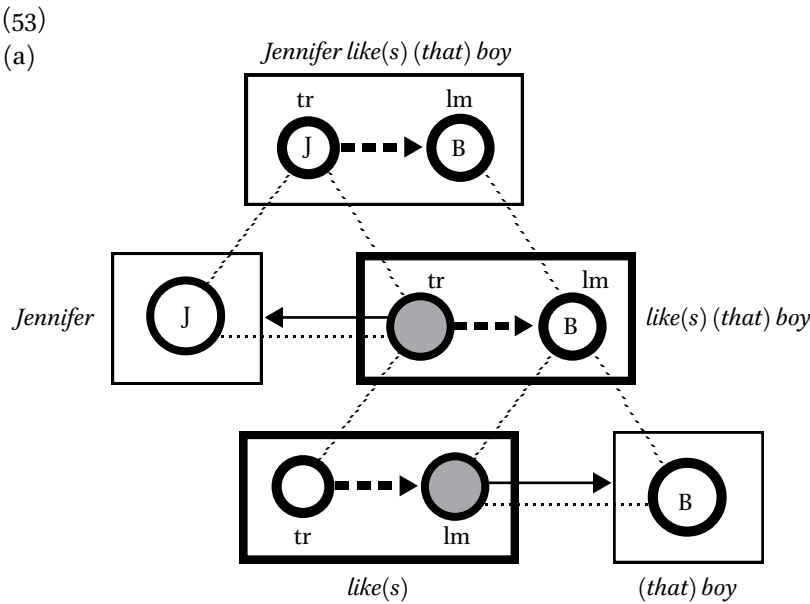 (53)
(a)
Jennifer like(s) (that) boy
tr lm
J B
tr lm
Jennifer J B like(s) (that) boy
B
tr lm
like(s) (that) boy